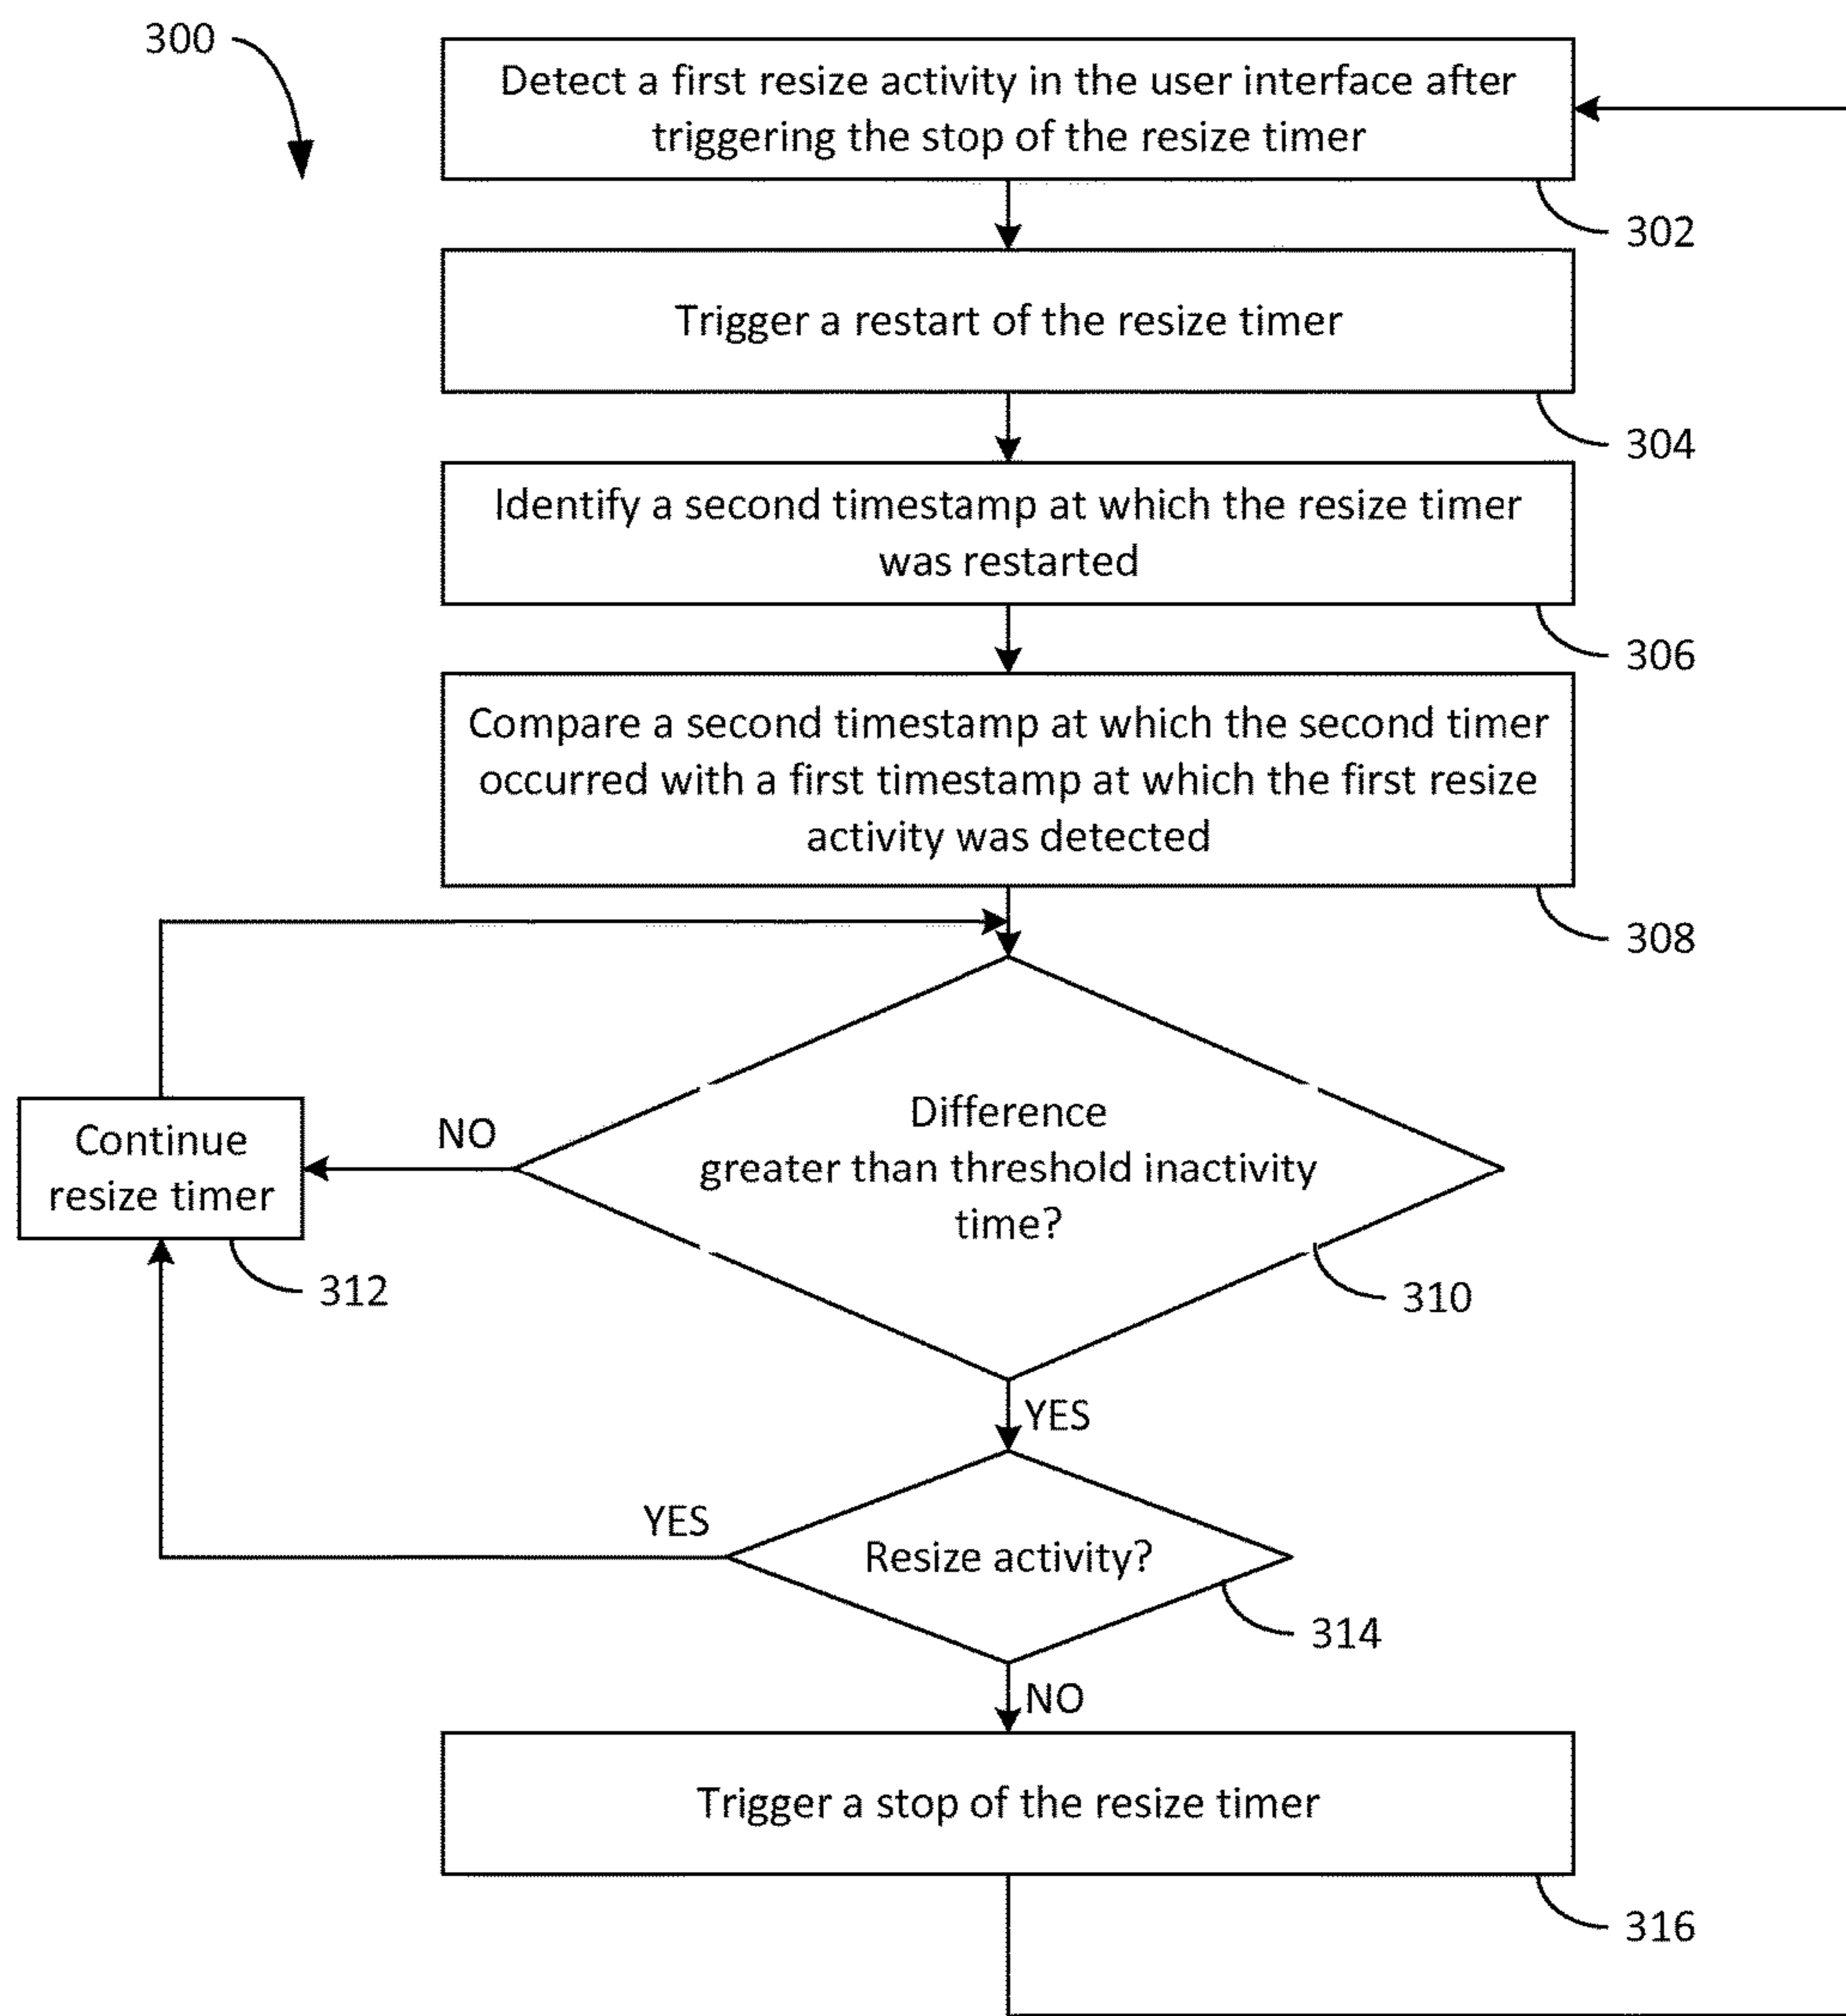 300
Detect a first resize activity in the user interface after
triggering the stop of the resize timer
302
Trigger a restart of the resize timer
304
Identify a second timestamp at which the resize timer
was restarted
306
Compare a second timestamp at which the second timer
occurred with a first timestamp at which the first resize
activity was detected
308
Difference
greater than threshold inactivity
time?
310
NO
Continue
resize timer
312
YES
Resize activity?
314
YES
NO
Trigger a stop of the resize timer
316